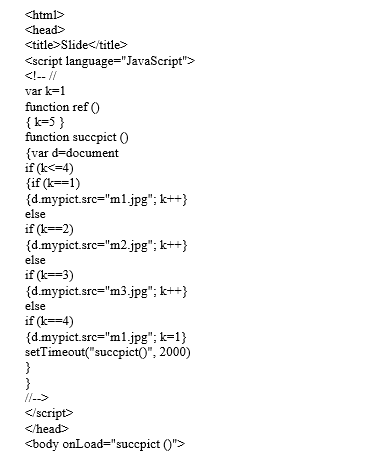 <html>
<head>
<title>Slide</title>
<script language="JavaScript">
<!-- //
var k=1
function ref ()
{ k=5 }
function succpict ()
{var d=document
if (k<=4)
{if (k==1)
{d.mypict.src="m1.jpg"; k++}
else
if (k==2)
{d.mypict.src="m2.jpg"; k++}
else
if (k==3)
{d.mypict.src="m3.jpg"; k++}
else
if (k==4)
{d.mypict.src="m1.jpg"; k=1}
setTimeout("succpict()", 2000)
}
}
//-->
</script>
</head>
<body onLoad="succpict ()">